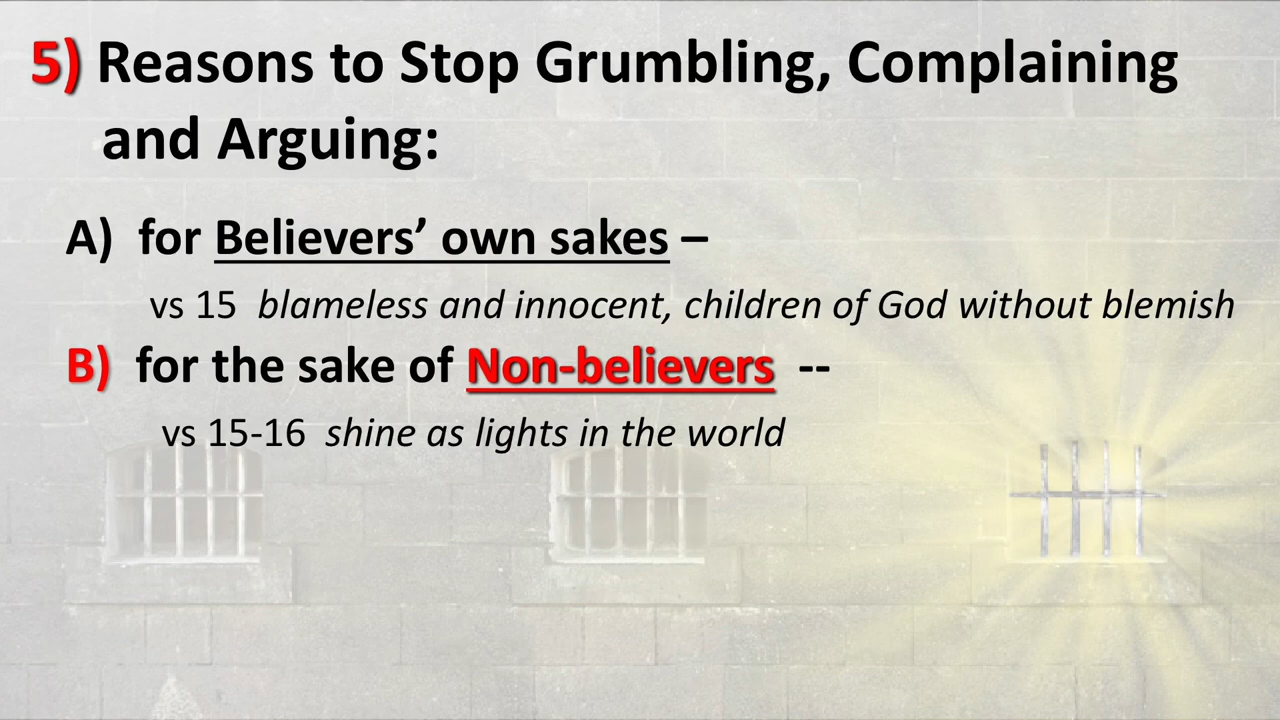 5) Reasons to Stop Grumbling, Complaining
and Arguing:
A) for Believers’ own sakes –
vs 15 blameless and innocent, children of God without blemish
B) for the sake of Non-believers --
vs 15-16 shine as lights in the world